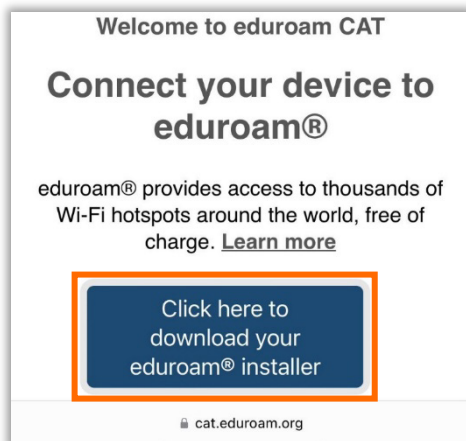 Welcome to eduroam CAT
Connect your device to
eduroam®
eduroam® provides access to thousands of
Wi-Fi hotspots around the world, free of
charge. Learn more
Click here to
download your
eduroam® installer
cat.eduroam.org